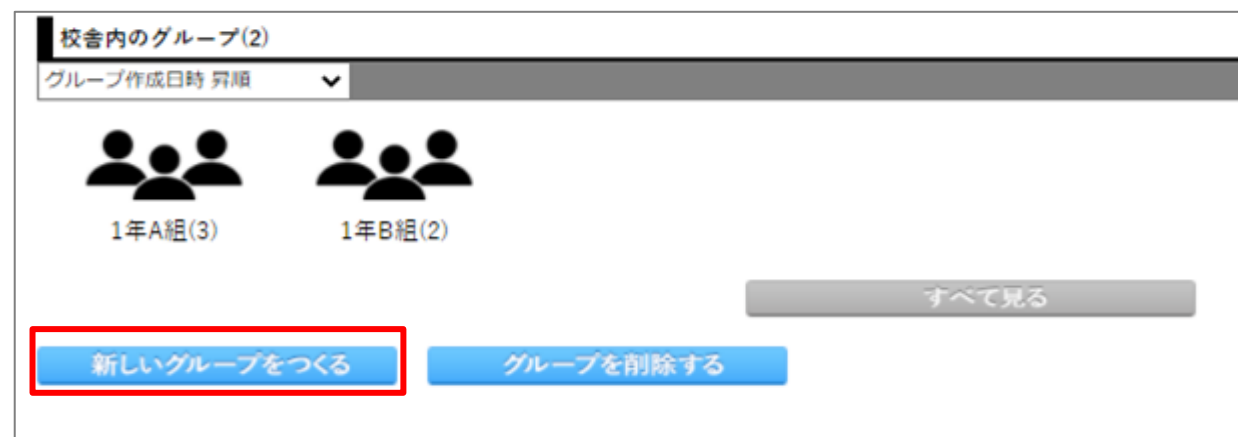 校舎内のグループ(2)
グループ作成日時 昇順
1年A組(3)
1年B組(2)
すべて見る
新しいグループをつくる
グループを削除する